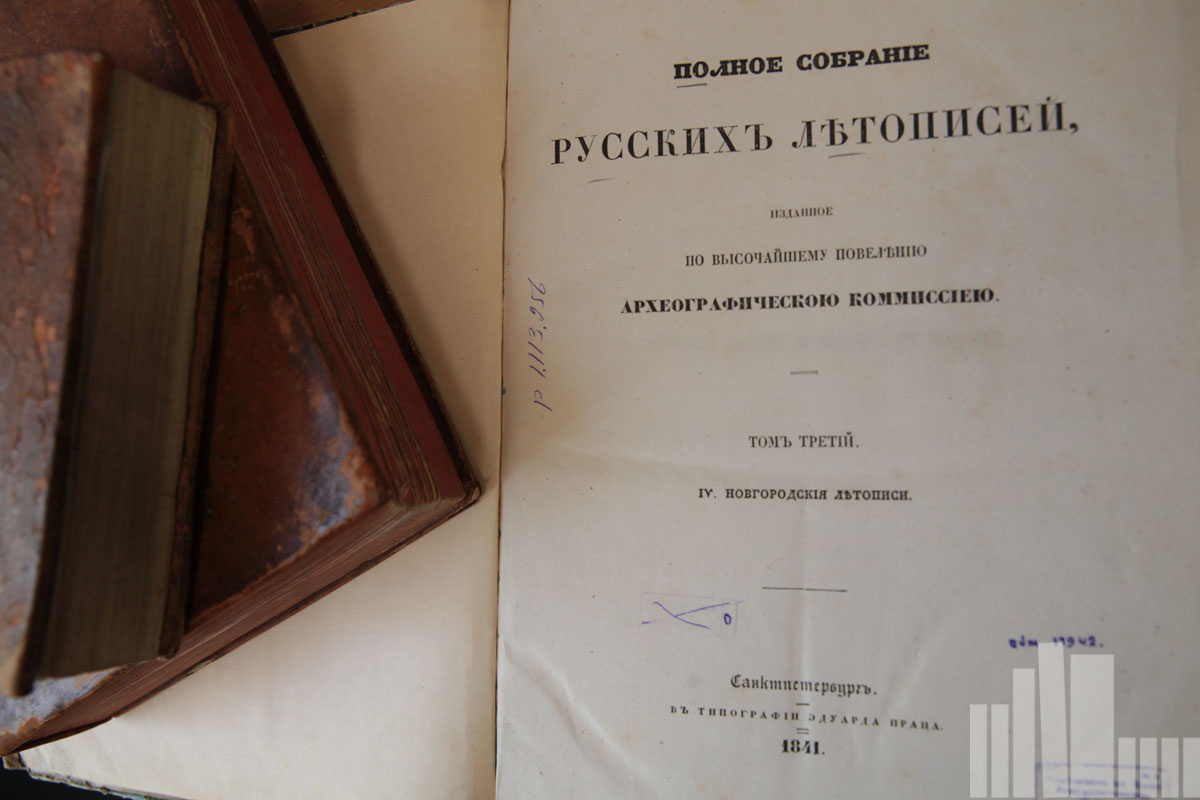 ПОЛНОЕ СОБРАНІЕ
РУССКИХЪ ЛѢТОПИСЕЙ,
ИЗДАННОЕ
ПО ВЫСОЧАЙШЕМУ ПОВЕЛѢНІЮ
АРХЕОГРАФИЧЕСКОЮ КОММИССІЕЮ.
ТОМЪ ТРЕТІЙ.
IV. НОВГОРОДСКІЯ ЛѢТОПИСИ.
Санктпетербургъ.
ВЪ ТИПОГРАФІИ ЭДУАРДА ПРАЦА.
1841.